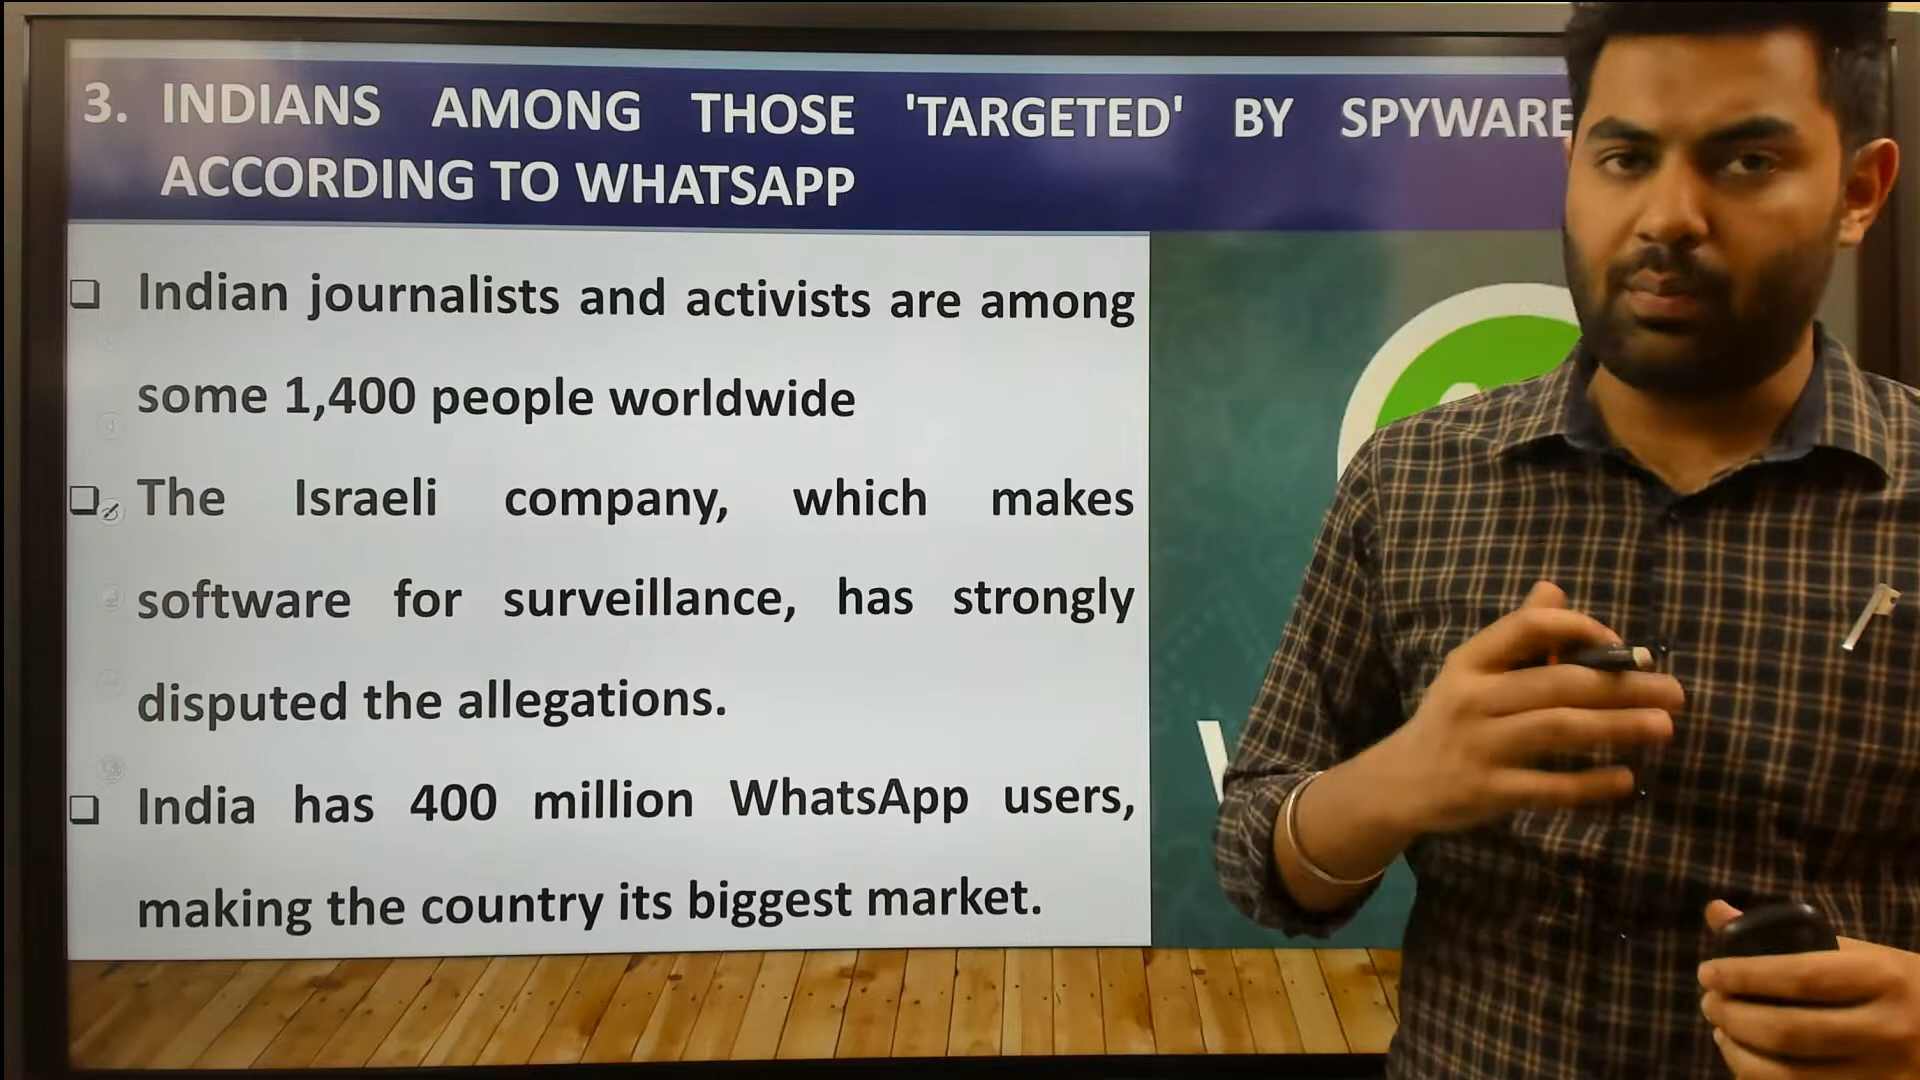 3. INDIANS AMONG THOSE 'TARGETED' BY SPYWARE
ACCORDING TO WHATSAPP
Indian journalists and activists are among
some 1,400 people worldwide
The Israeli company, which makes
software for surveillance, has strongly
disputed the allegations.
India has 400 million WhatsApp users,
making the country its biggest market.